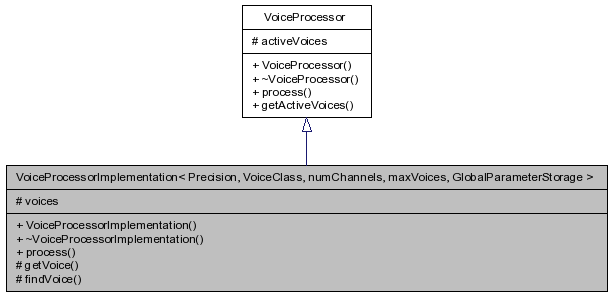 VoiceProcessor
# activeVoices
+ VoiceProcessor()
+ ~VoiceProcessor()
+ process()
+ getActiveVoices()
VoiceProcessorImplementation< Precision, VoiceClass, numChannels, maxVoices, GlobalParameterStorage >
# voices
+ VoiceProcessorImplementation()
+ ~VoiceProcessorImplementation()
+ process()
# getVoice()
# findVoice()